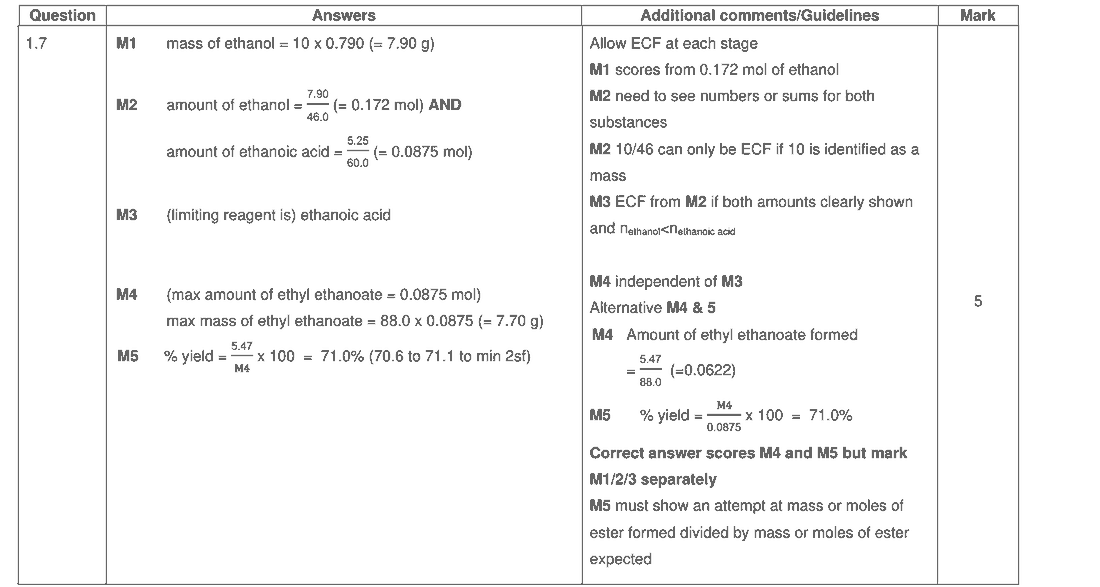 Question Answers Additional comments/Guidelines Mark
1.7
M1 mass of ethanol = 10 x 0.790 (= 7.90 g)
M2 amount of ethanol = 7.90/46.0 (= 0.172 mol) AND
amount of ethanoic acid = 5.25/60.0 (= 0.0875 mol)
M3 (limiting reagent is) ethanoic acid
M4 (max amount of ethyl ethanoate = 0.0875 mol)
max mass of ethyl ethanoate = 88.0 x 0.0875 (= 7.70 g)
M5 % yield = 5.47/M4 x 100 = 71.0% (70.6 to 71.1 to min 2sf)
Allow ECF at each stage
M1 scores from 0.172 mol of ethanol
M2 need to see numbers or sums for both
substances
M2 10/46 can only be ECF if 10 is identified as a
mass
M3 ECF from M2 if both amounts clearly shown
and nethanol<nethanoic acid
M4 independent of M3
Alternative M4 & 5
M4 Amount of ethyl ethanoate formed
= 5.47/88.0 (=0.0622)
M5 % yield = M4/0.0875 x 100 = 71.0%
Correct answer scores M4 and M5 but mark
M1/2/3 separately
M5 must show an attempt at mass or moles of
ester formed divided by mass or moles of ester
expected
5